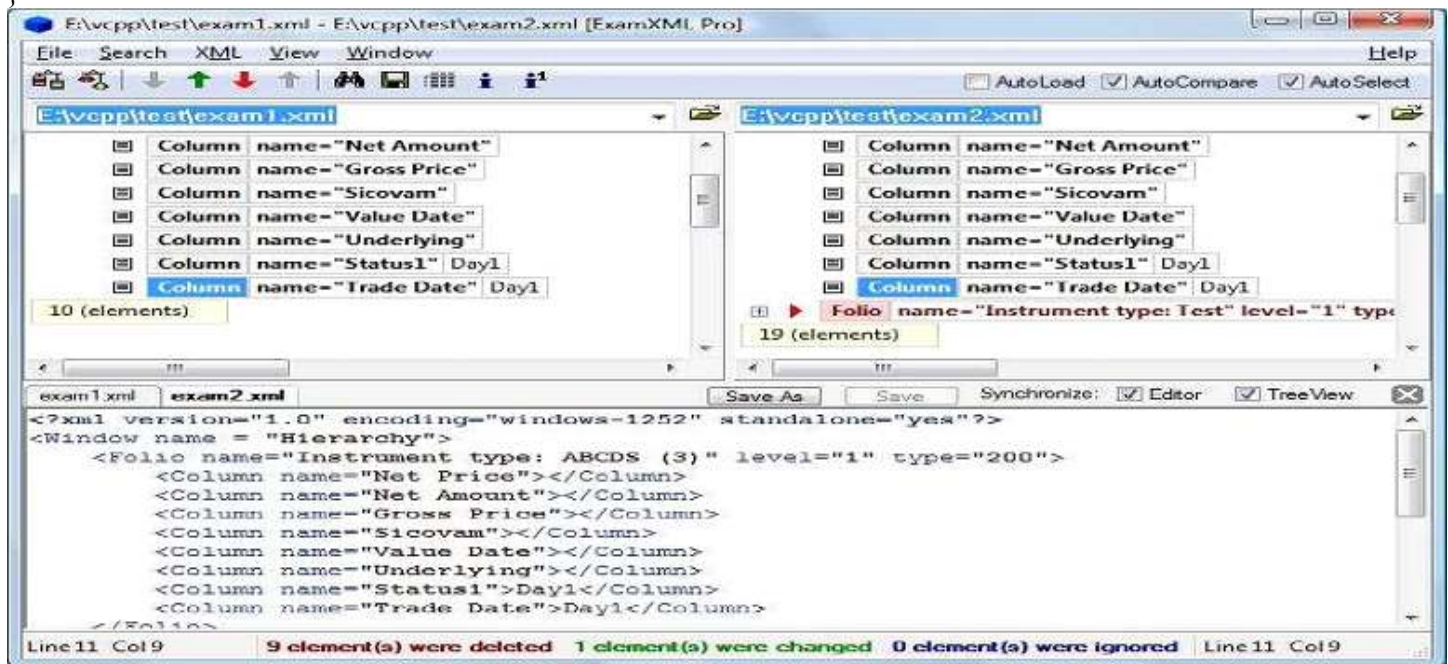 E:\vcpp\test\exam1.xml - E:\vcpp\test\exam2.xml [ExamXML Pro]
File Search XML View Window Help
AutoLoad AutoCompare AutoSelect
E:\vcpp\test\exam1.xml E:\vcpp\test\exam2.xml
Column name="Net Amount" Column name="Net Amount"
Column name="Gross Price" Column name="Gross Price"
Column name="Sicovam" Column name="Sicovam"
Column name="Value Date" Column name="Value Date"
Column name="Underlying" Column name="Underlying"
Column name="Status1" Day1 Column name="Status1" Day1
Column name="Trade Date" Day1 Column name="Trade Date" Day1
10 (elements) Folio name="Instrument type: Test" level="1" type
19 (elements)
exam1.xml exam2.xml Save As Save Synchronize: Editor TreeView
<?xml version="1.0" encoding="windows-1252" standalone="yes"?>
<Window name = "Hierarchy">
<Folio name="Instrument type: ABCDS (3)" level="1" type="200">
<Column name="Net Price"></Column>
<Column name="Net Amount"></Column>
<Column name="Gross Price"></Column>
<Column name="Sicovam"></Column>
<Column name="Value Date"></Column>
<Column name="Underlying"></Column>
<Column name="Status1">Day1</Column>
<Column name="Trade Date">Day1</Column>
</Folio>
Line 11 Col 9 9 element(s) were deleted 1 element(s) were changed 0 element(s) were ignored Line 11 Col 9